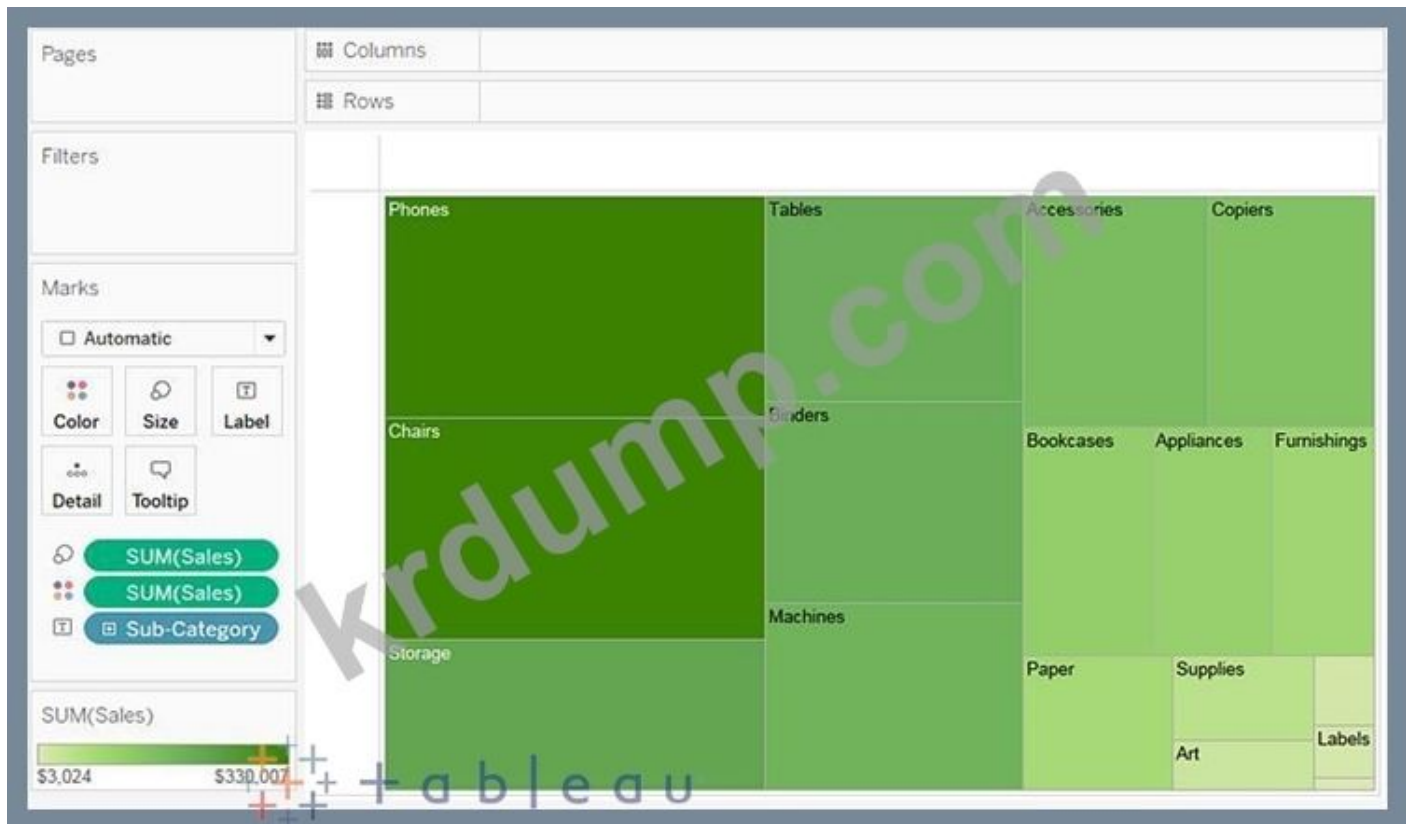 Pages
Columns
Rows
Filters
Marks
Automatic
Color Size Label
Detail Tooltip
SUM(Sales)
SUM(Sales)
Sub-Category
SUM(Sales)
$3,024 $330,007
Phones
Chairs
Storage
Tables
Binders
Machines
Accessories
Copiers
Bookcases
Appliances
Furnishings
Paper
Supplies
Art
Labels
krdump.com
+ableau